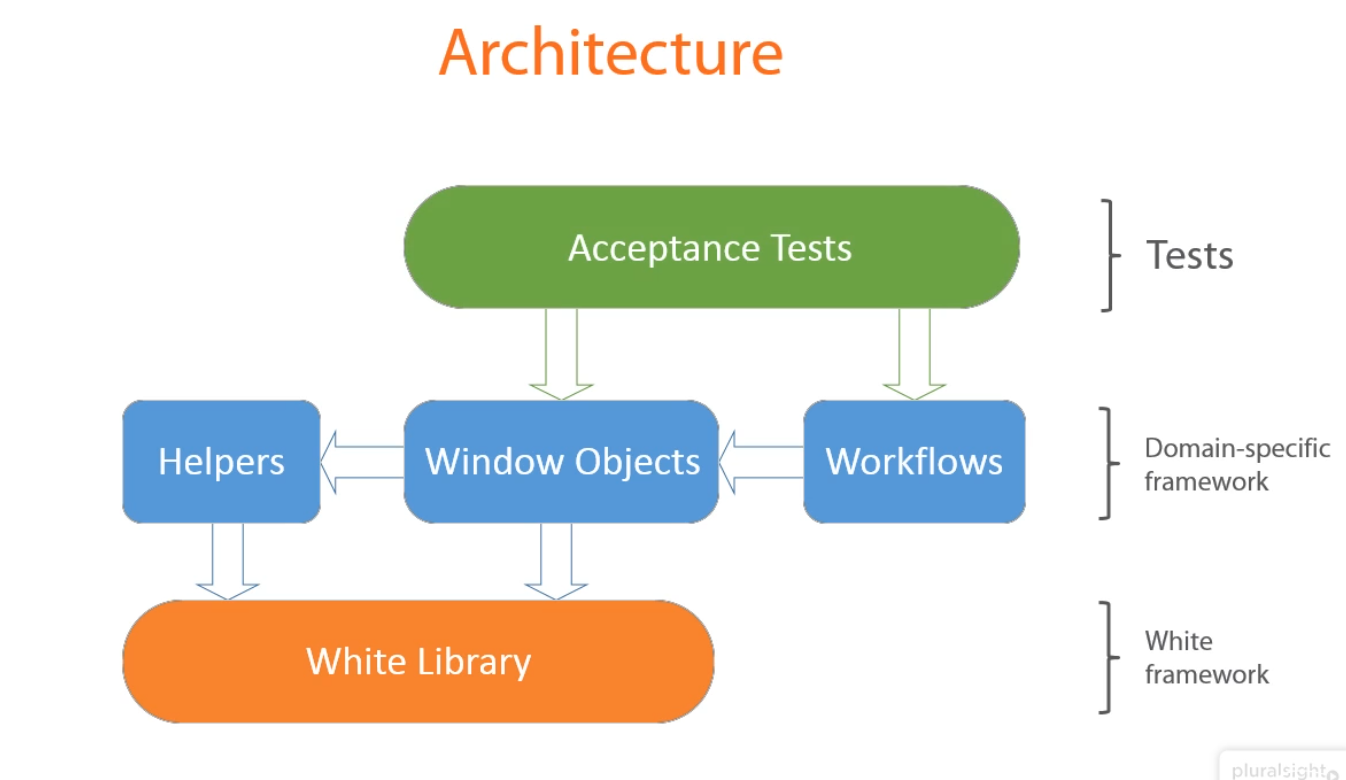 Architecture
Acceptance Tests
Tests
Helpers
Window Objects
Workflows
Domain-specific
framework
White Library
White
framework
pluralsight